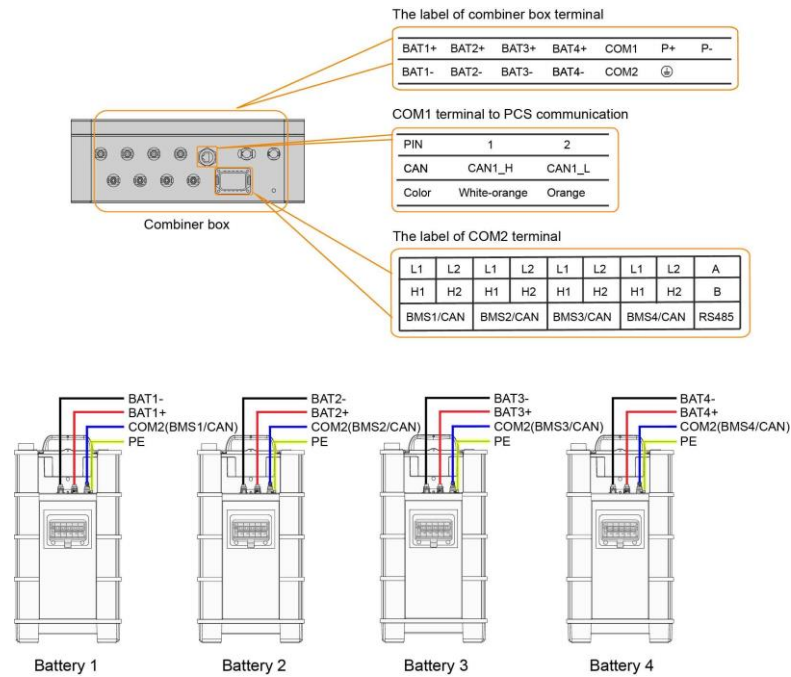 The label of combiner box terminal
BAT1+ BAT2+ BAT3+ BAT4+ COM1 P+ P-
BAT1- BAT2- BAT3- BAT4- COM2
COM1 terminal to PCS communication
PIN 1 2
CAN CAN1_H CAN1_L
Color White-orange Orange
Combiner box
The label of COM2 terminal
L1 L2 L1 L2 L1 L2 L1 L2 A
H1 H2 H1 H2 H1 H2 H1 H2 B
BMS1/CAN BMS2/CAN BMS3/CAN BMS4/CAN RS485
BAT1-
BAT1+
COM2(BMS1/CAN)
PE
BAT2-
BAT2+
COM2(BMS2/CAN)
PE
BAT3-
BAT3+
COM2(BMS3/CAN)
PE
BAT4-
BAT4+
COM2(BMS4/CAN)
PE
Battery 1
Battery 2
Battery 3
Battery 4